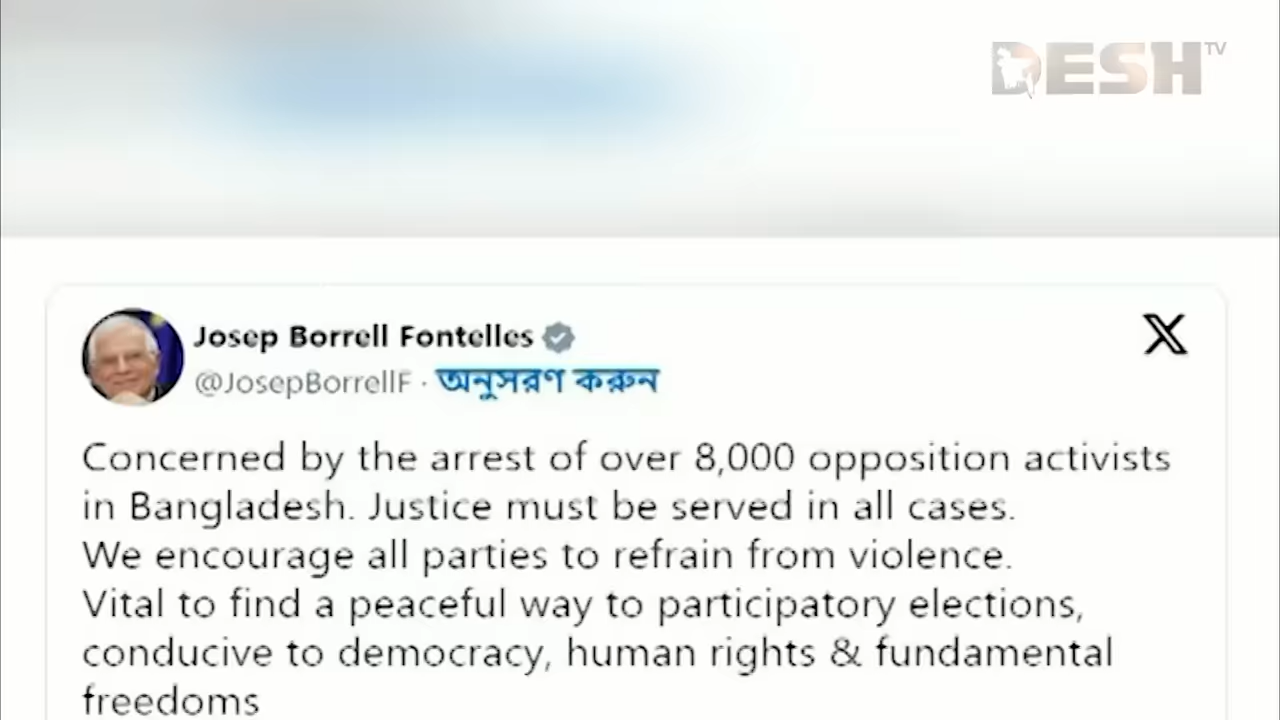 DESH TV
Josep Borrell Fontelles
@JosepBorrellF · অনুসরণ করুন
Concerned by the arrest of over 8,000 opposition activists
in Bangladesh. Justice must be served in all cases.
We encourage all parties to refrain from violence.
Vital to find a peaceful way to participatory elections,
conducive to democracy, human rights & fundamental
freedoms